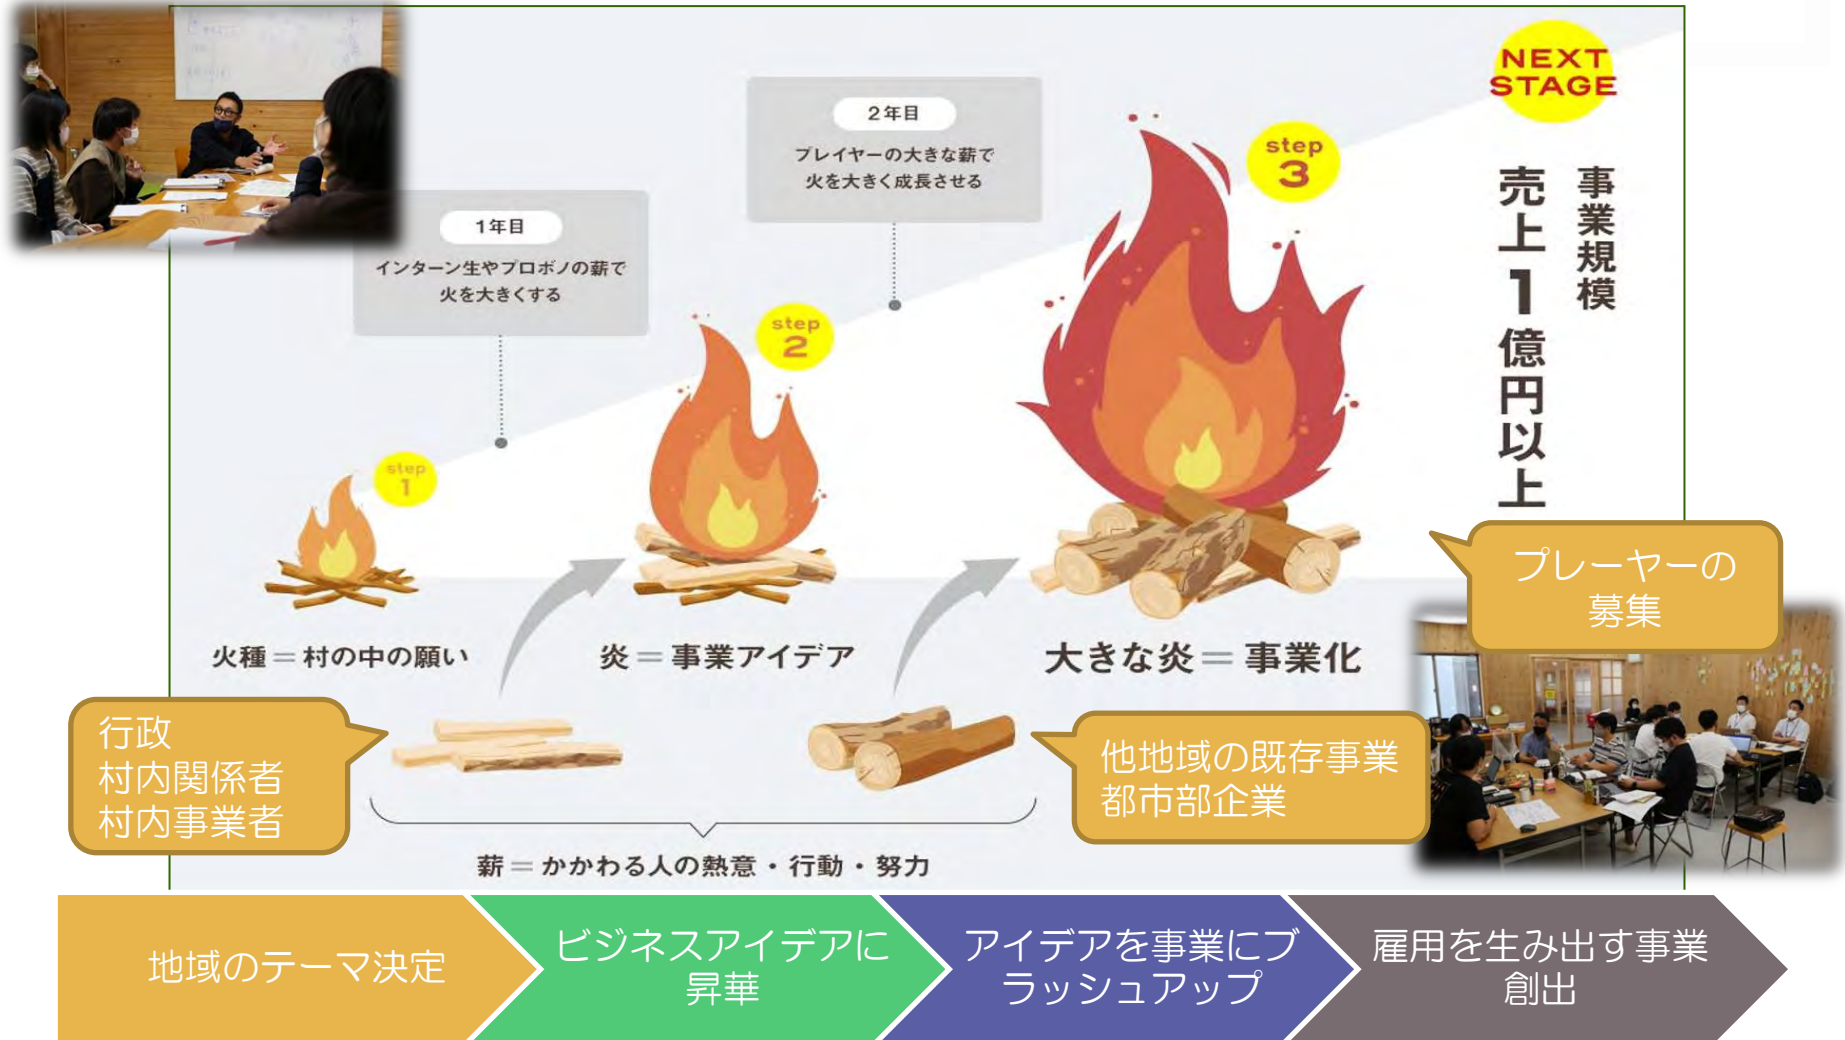 NEXT
STAGE
事業規模
売上1億円以上
2年目
プレイヤーの大きな薪で
火を大きく成長させる
step
3
1年目
インターン生やプロボノの薪で
火を大きくする
step
2
step
1
プレーヤーの
募集
火種＝村の中の願い
炎＝事業アイデア
大きな炎＝事業化
行政
村内関係者
村内事業者
他地域の既存事業
都市部企業
薪＝かかわる人の熱意・行動・努力
地域のテーマ決定
ビジネスアイデアに
昇華
アイデアを事業にブ
ラッシュアップ
雇用を生み出す事業
創出